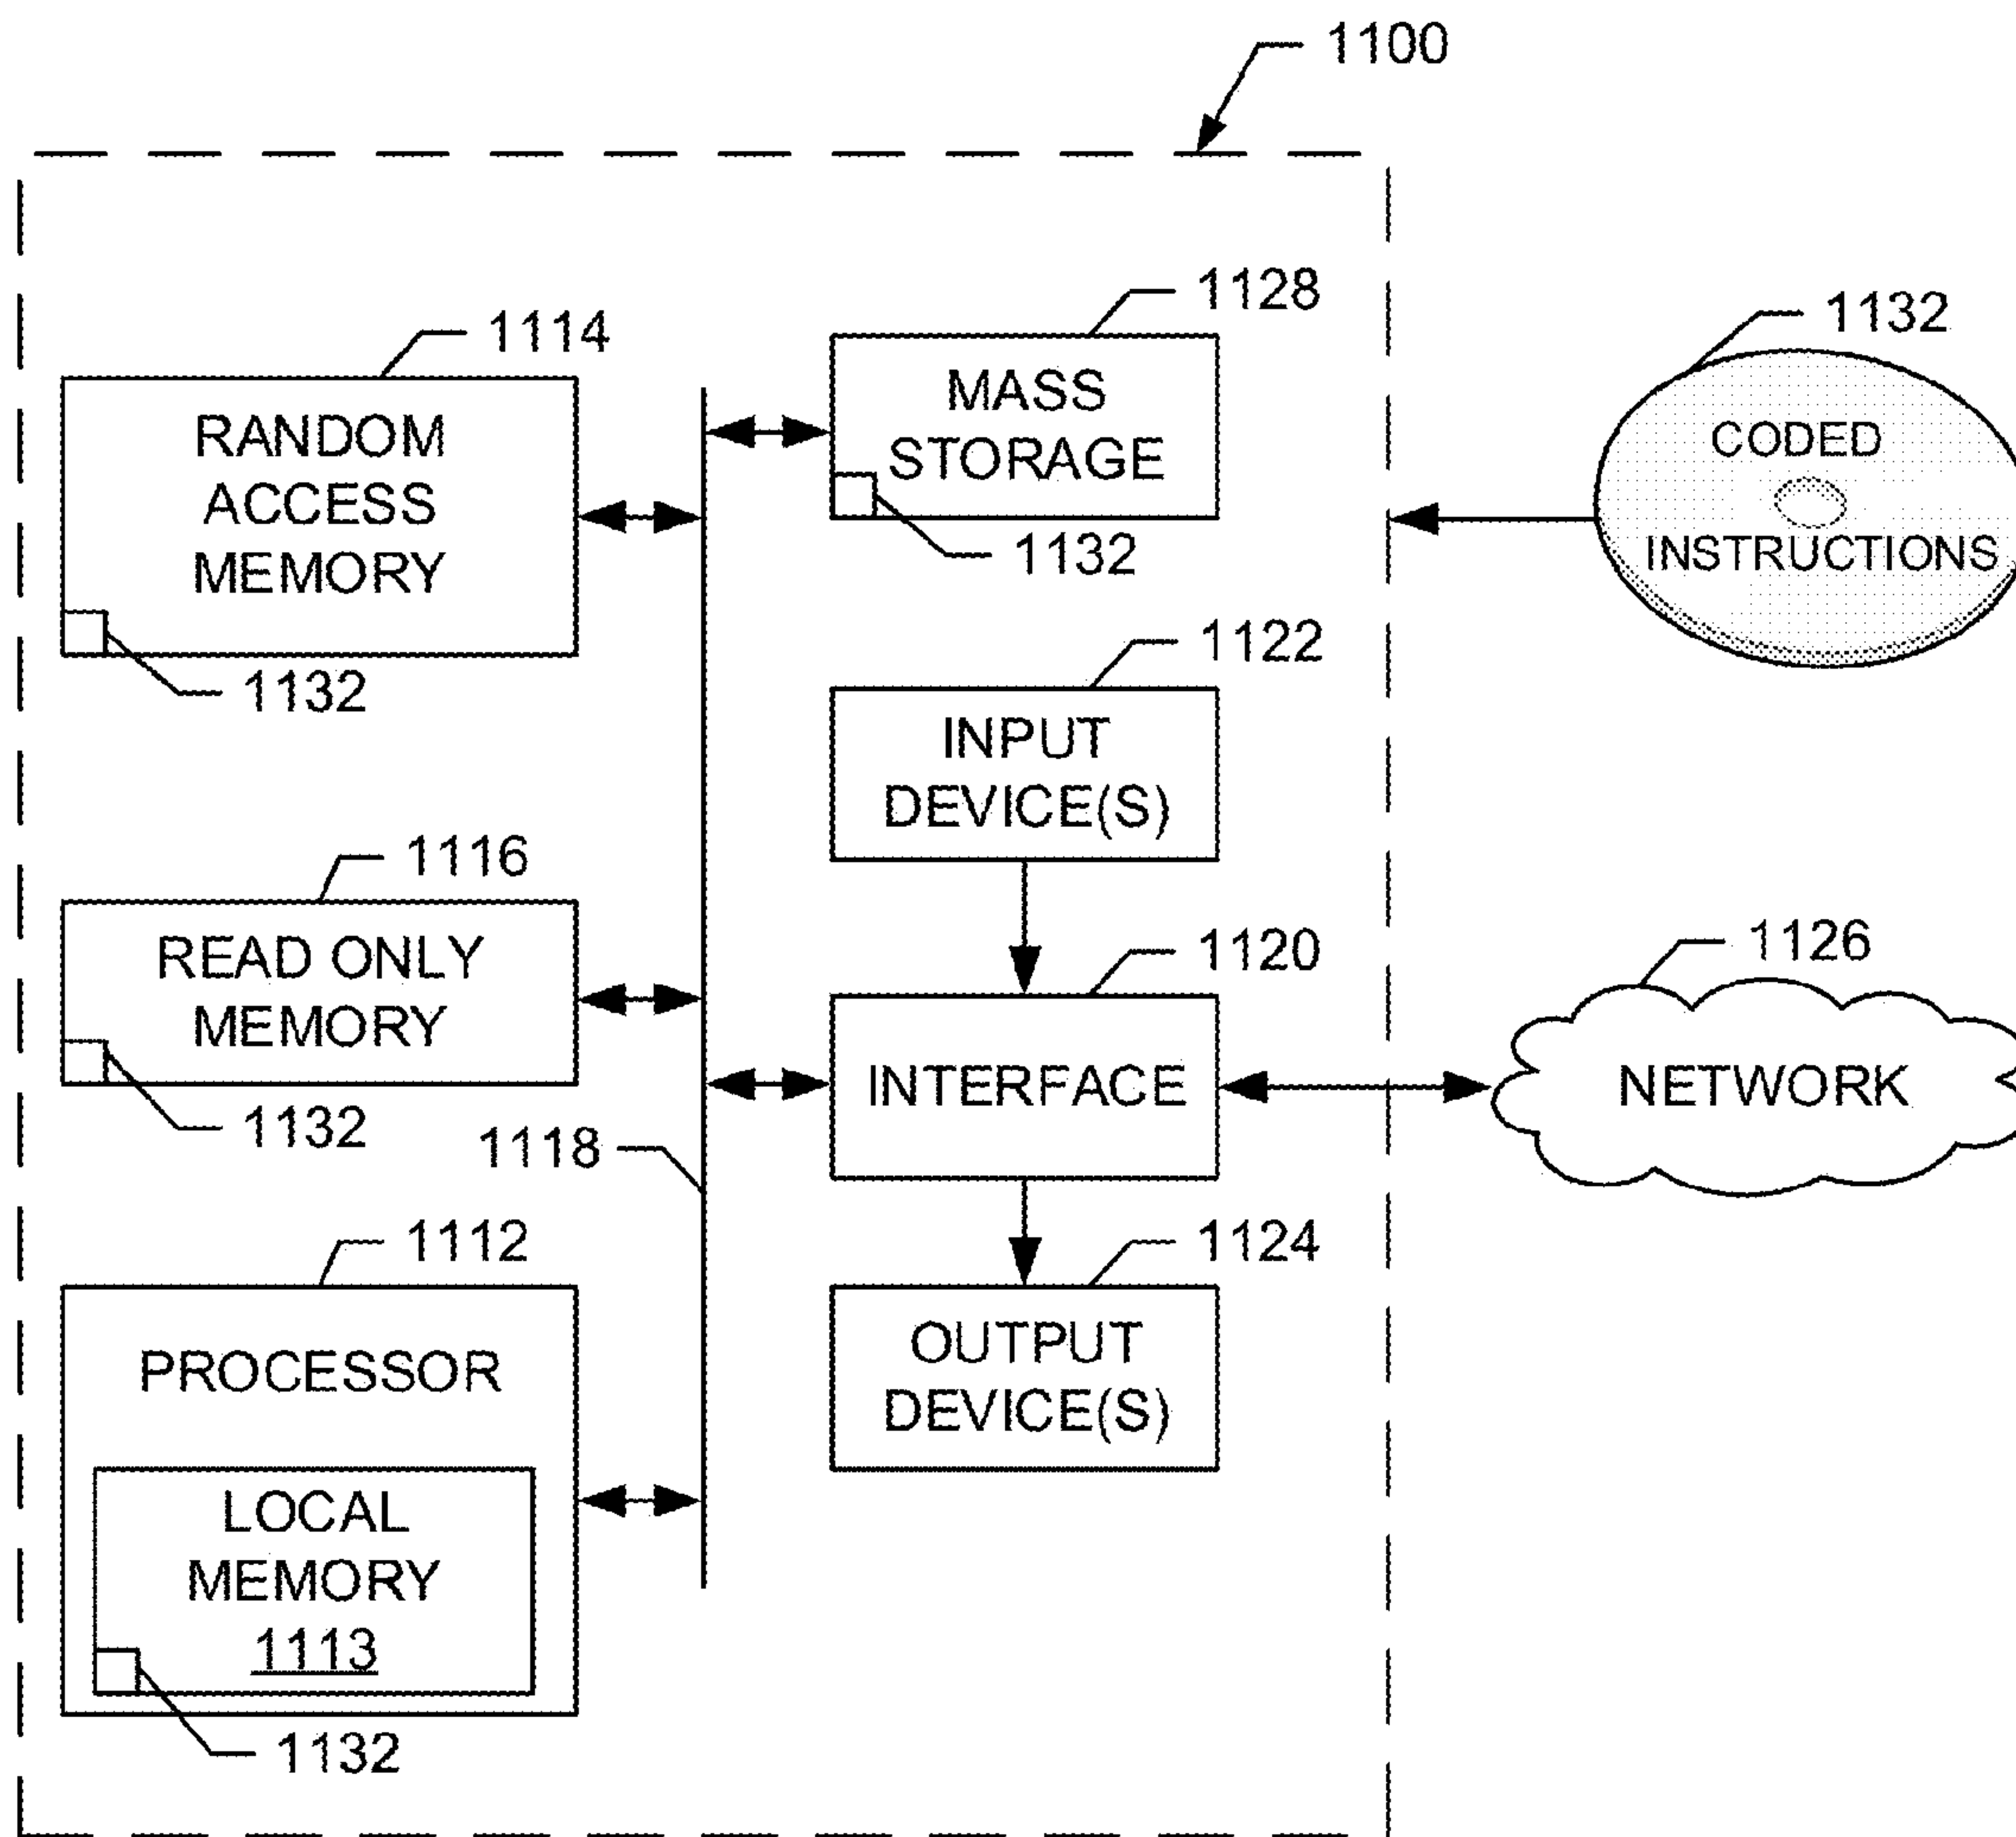 1100
1128
1132
1114
MASS
STORAGE
RANDOM
ACCESS
MEMORY
CODED
INSTRUCTIONS
1132
1132
1122
INPUT
DEVICE(S)
1116
READ ONLY
MEMORY
1120
1126
INTERFACE
NETWORK
1132
1118
1112
1124
PROCESSOR
OUTPUT
DEVICE(S)
LOCAL
MEMORY
1113
1132